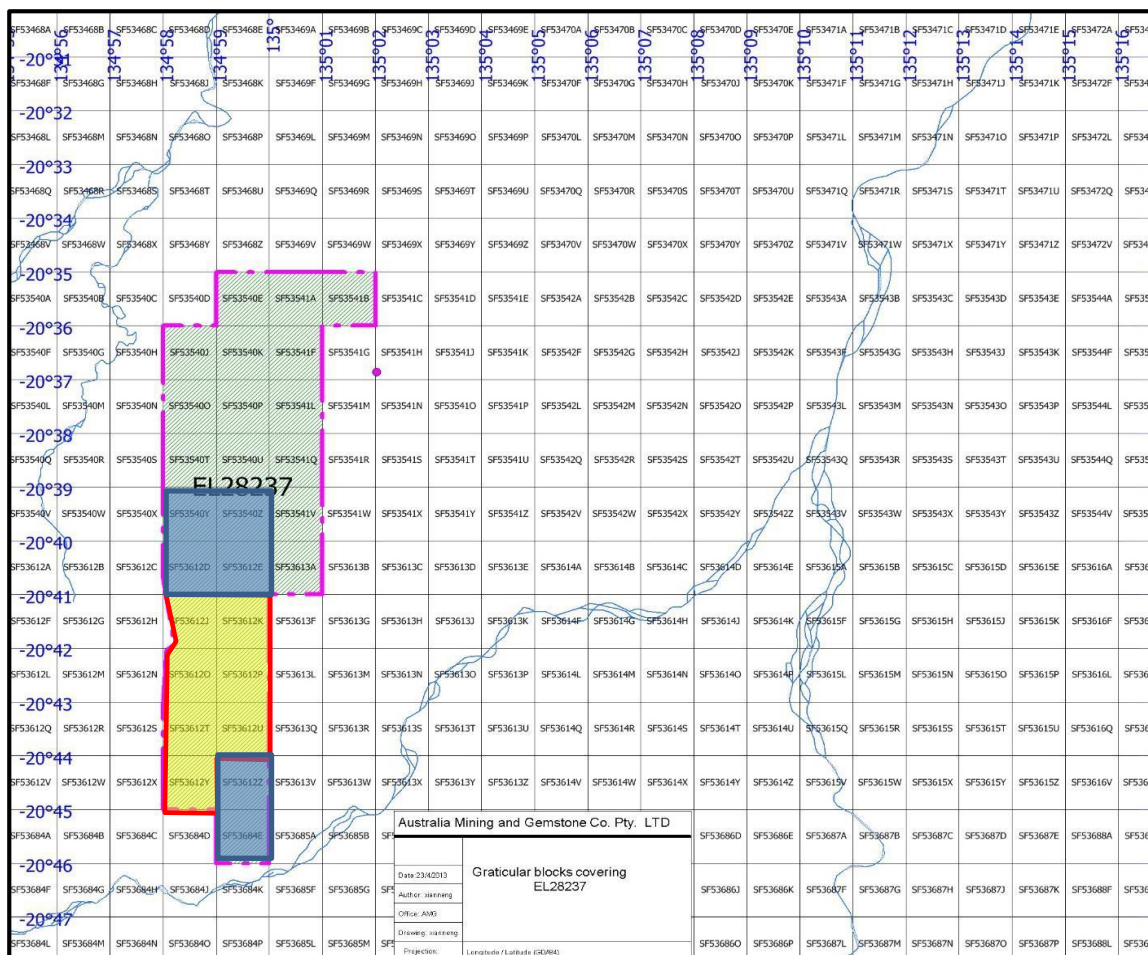 SF53468A SF53468B SF53468C SF53468D SF53468E SF53469A SF53469B SF53469C SF53469D SF53469E SF53470A SF53470B SF53470C SF53470D SF53470E SF53471A SF53471B SF53471C SF53471D SF53471E SF53472A
134°56 134°57 134°58 134°59 135° 135°01 135°02 135°03 135°04 135°05 135°06 135°07 135°08 135°09 135°10 135°11 135°12 135°13 135°14 135°15 135°16
-20°31
SF53468F SF53468G SF53468H SF53468J SF53468K SF53469F SF53469G SF53469H SF53469J SF53469K SF53470F SF53470G SF53470H SF53470J SF53470K SF53471F SF53471G SF53471H SF53471J SF53471K SF53472F
-20°32
SF53468L SF53468M SF53468N SF53468O SF53468P SF53469L SF53469M SF53469N SF53469O SF53469P SF53470L SF53470M SF53470N SF53470O SF53470P SF53471L SF53471M SF53471N SF53471O SF53471P SF53472L
-20°33
SF53468Q SF53468R SF53468S SF53468T SF53468U SF53469Q SF53469R SF53469S SF53469T SF53469U SF53470Q SF53470R SF53470S SF53470T SF53470U SF53471Q SF53471R SF53471S SF53471T SF53471U SF53472Q
-20°34
SF53468V SF53468W SF53468X SF53468Y SF53468Z SF53469V SF53469W SF53469X SF53469Y SF53469Z SF53470V SF53470W SF53470X SF53470Y SF53470Z SF53471V SF53471W SF53471X SF53471Y SF53471Z SF53472V
-20°35
SF53540A SF53540B SF53540C SF53540D SF53540E SF53541A SF53541B SF53541C SF53541D SF53541E SF53542A SF53542B SF53542C SF53542D SF53542E SF53543A SF53543B SF53543C SF53543D SF53543E SF53544A
-20°36
SF53540F SF53540G SF53540H SF53540J SF53540K SF53541F SF53541G SF53541H SF53541J SF53541K SF53542F SF53542G SF53542H SF53542J SF53542K SF53543F SF53543G SF53543H SF53543J SF53543K SF53544F
-20°37
SF53540L SF53540M SF53540N SF53540O SF53540P SF53541L SF53541M SF53541N SF53541O SF53541P SF53542L SF53542M SF53542N SF53542O SF53542P SF53543L SF53543M SF53543N SF53543O SF53543P SF53544L
-20°38
SF53540Q SF53540R SF53540S SF53540T SF53540U SF53541Q SF53541R SF53541S SF53541T SF53541U SF53542Q SF53542R SF53542S SF53542T SF53542U SF53543Q SF53543R SF53543S SF53543T SF53543U SF53544Q
-20°39 EL28237
SF53540V SF53540W SF53540X SF53540Y SF53540Z SF53541V SF53541W SF53541X SF53541Y SF53541Z SF53542V SF53542W SF53542X SF53542Y SF53542Z SF53543V SF53543W SF53543X SF53543Y SF53543Z SF53544V
-20°40
SF53612A SF53612B SF53612C SF53612D SF53612E SF53613A SF53613B SF53613C SF53613D SF53613E SF53614A SF53614B SF53614C SF53614D SF53614E SF53615A SF53615B SF53615C SF53615D SF53615E SF53616A
-20°41
SF53612F SF53612G SF53612H SF53612J SF53612K SF53613F SF53613G SF53613H SF53613J SF53613K SF53614F SF53614G SF53614H SF53614J SF53614K SF53615F SF53615G SF53615H SF53615J SF53615K SF53616F
-20°42
SF53612L SF53612M SF53612N SF53612O SF53612P SF53613L SF53613M SF53613N SF53613O SF53613P SF53614L SF53614M SF53614N SF53614O SF53614P SF53615L SF53615M SF53615N SF53615O SF53615P SF53616L
-20°43
SF53612Q SF53612R SF53612S SF53612T SF53612U SF53613Q SF53613R SF53613S SF53613T SF53613U SF53614Q SF53614R SF53614S SF53614T SF53614U SF53615Q SF53615R SF53615S SF53615T SF53615U SF53616Q
-20°44
SF53612V SF53612W SF53612X SF53612Y SF53612Z SF53613V SF53613W SF53613X SF53613Y SF53613Z SF53614V SF53614W SF53614X SF53614Y SF53614Z SF53615V SF53615W SF53615X SF53615Y SF53615Z SF53616V
-20°45
SF53684A SF53684B SF53684C SF53684D SF53684E SF53685A SF53685B SF53686D SF53686E SF53687A SF53687B SF53687C SF53687D SF53687E SF53688A
-20°46
SF53684F SF53684G SF53684H SF53684J SF53684K SF53685F SF53685G SF53686J SF53686K SF53687F SF53687G SF53687H SF53687J SF53687K SF53688F
-20°47
SF53684L SF53684M SF53684N SF53684O SF53684P SF53685L SF53685M SF53686O SF53686P SF53687L SF53687M SF53687N SF53687O SF53687P SF53688L
Australia Mining and Gemstone Co. Pty. LTD
Graticular blocks covering
EL28237
Date:23/4/2013
Author: xianneng
Office: AMG
Drawing: xianneng
Projection: Longitude / Latitude (GDA94)